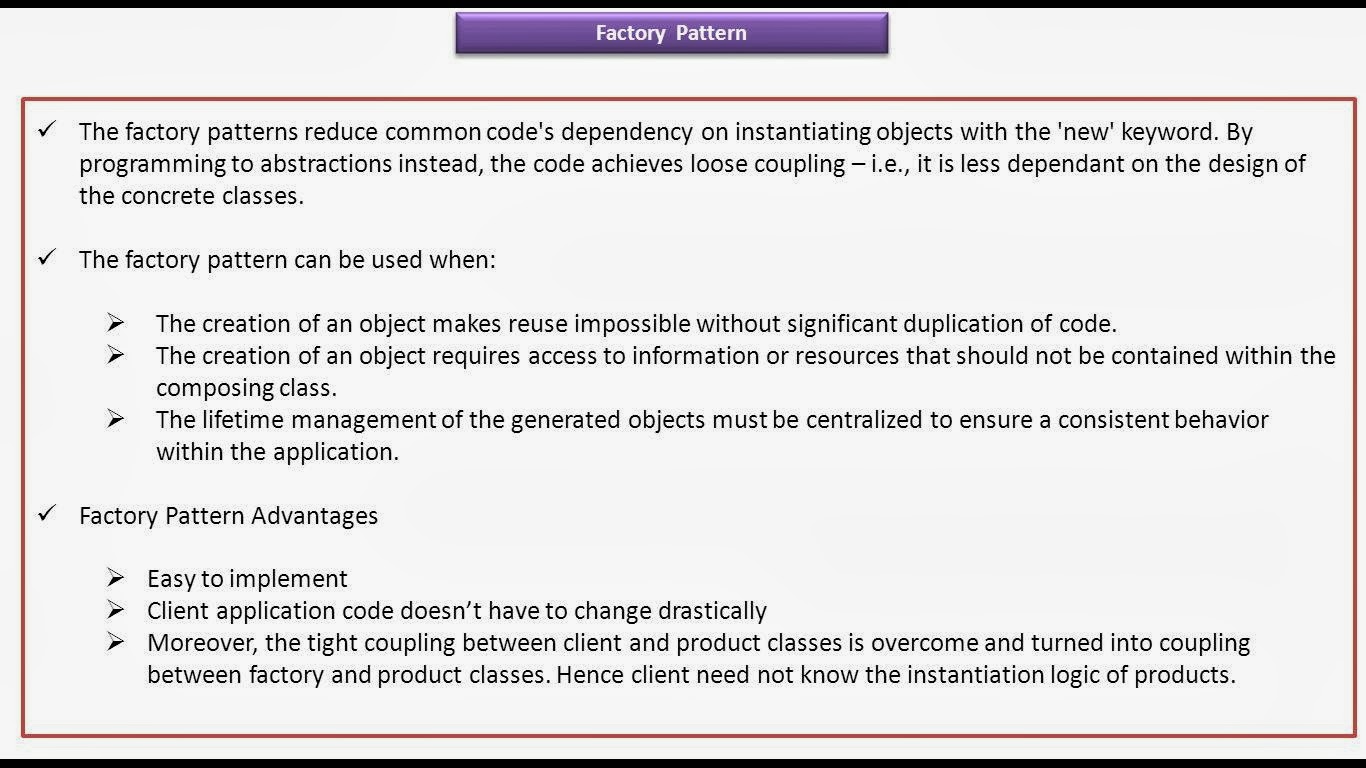 Factory Pattern
✓ The factory patterns reduce common code's dependency on instantiating objects with the 'new' keyword. By
programming to abstractions instead, the code achieves loose coupling – i.e., it is less dependant on the design of
the concrete classes.
✓ The factory pattern can be used when:
➢ The creation of an object makes reuse impossible without significant duplication of code.
➢ The creation of an object requires access to information or resources that should not be contained within the
composing class.
➢ The lifetime management of the generated objects must be centralized to ensure a consistent behavior
within the application.
✓ Factory Pattern Advantages
➢ Easy to implement
➢ Client application code doesn’t have to change drastically
➢ Moreover, the tight coupling between client and product classes is overcome and turned into coupling
between factory and product classes. Hence client need not know the instantiation logic of products.